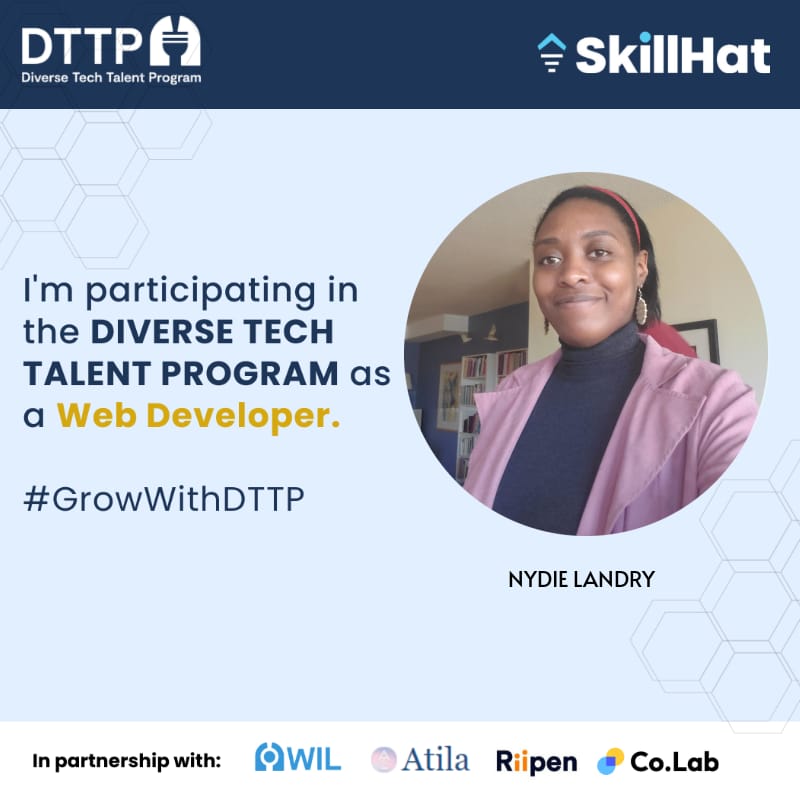 DTTP
Diverse Tech Talent Program
SkillHat
I'm participating in
the DIVERSE TECH
TALENT PROGRAM as
a Web Developer.
#GrowWithDTTP
NYDIE LANDRY
In partnership with:
WIL
Atila
Riipen
Co.Lab